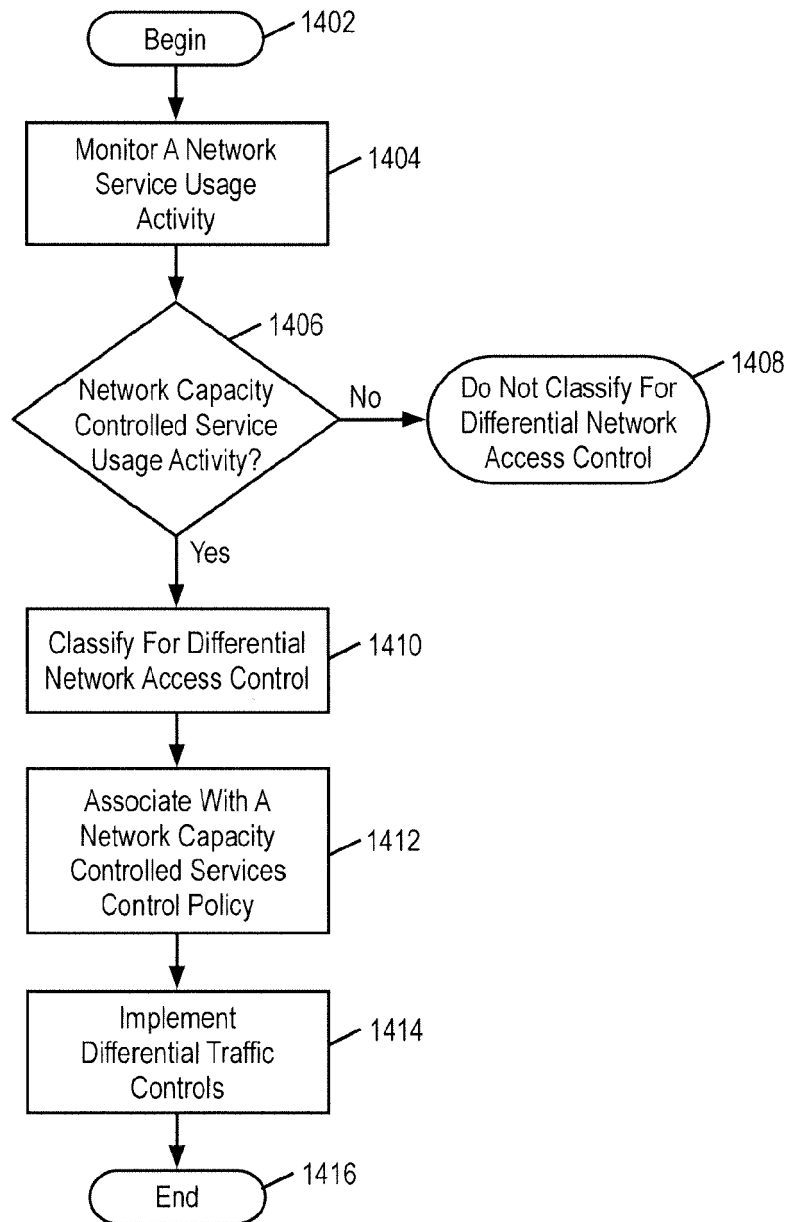 Begin
1402
Monitor A Network
Service Usage
Activity
1404
1406
Network Capacity
Controlled Service
Usage Activity?
No
Do Not Classify For
Differential Network
Access Control
1408
Yes
Classify For Differential
Network Access Control
1410
Associate With A
Network Capacity
Controlled Services
Control Policy
1412
Implement
Differential Traffic
Controls
1414
End
1416